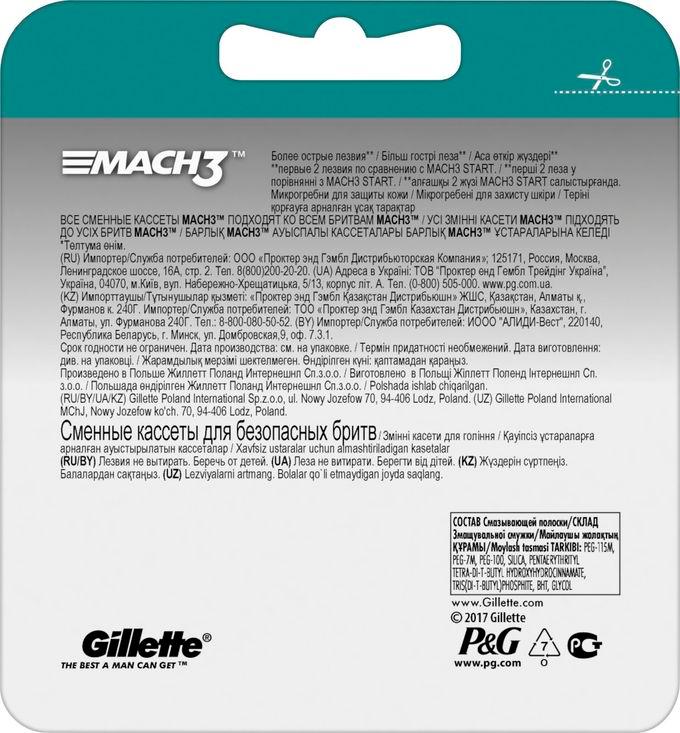 MACH3™
Более острые лезвия** / Більш гострі леза** / Аса өткір жүздері**
**первые 2 лезвия по сравнению с MACH3 START. / **перші 2 леза у
порівнянні з MACH3 START. / **алғашқы 2 жүзі MACH3 START салыстырғанда.
Микрогребни для защиты кожи / Мікрогребені для захисту шкіри / Теріні
қорғауға арналған ұсақ тарақтар
ВСЕ СМЕННЫЕ КАССЕТЫ MACH3™ ПОДХОДЯТ КО ВСЕМ БРИТВАМ MACH3™ / УСІ ЗМІННІ КАСЕТИ MACH3™ ПІДХОДЯТЬ
ДО УСІХ БРИТВ MACH3™ / БАРЛЫҚ MACH3™ АУЫСПАЛЫ КАССЕТАЛАРЫ БАРЛЫҚ MACH3™ ҰСТАРАЛАРЫНА КЕЛЕДІ
*Телтума өнім.
(RU) Импортер/Служба потребителей: ООО «Проктер энд Гэмбл Дистрибьюторская Компания»; 125171, Россия, Москва,
Ленинградское шоссе, 16А, стр. 2. Тел. 8(800)200-20-20. (UA) Адреса в Україні: ТОВ “Проктер енд Гембл Трейдінг Україна”,
Україна, 04070, м.Київ, вул. Набережно-Хрещатицька, 5/13, корпус літ. А. Тел. (0-800) 505-000. www.pg.com.ua.
(KZ) Импорттаушы/Тұтынушылар қызметі: «Проктер энд Гэмбл Қазақстан Дистрибьюшн» ЖШС, Қазақстан, Алматы қ.,
Фурманов к. 240Г. Импортер/Служба потребителей: ТОО «Проктер энд Гэмбл Казахстан Дистрибьюшн», Казахстан, г.
Алматы, ул. Фурманова 240Г. Тел.: 8-800-080-50-52. (BY) Импортер/Служба потребителей: ИООО "АЛИДИ-Вест", 220140,
Республика Беларусь, г. Минск, ул. Домбровская,9, оф. 7.3.1.
Срок годности не ограничен. Дата производства: см. на упаковке. / Термін придатності необмежений. Дата виготовлення:
див. на упаковці. / Жарамдылық мерзімі шектелмеген. Өндірілген күні: қаптамадан қараңыз.
Произведено в Польше Жиллетт Поланд Интернешнл Сп.з.о.о. / Виготовлено в Польщі Жиллетт Поленд Інтернешнл Сп.
з.о.о. / Польшада өндірілген Жиллетт Поланд Интернешнл Сп.з.о.о. / Polshada ishlab chiqarilgan.
(RU/BY/UA/KZ) Gillette Poland International Sp.z.o.o, ul. Nowy Jozefow 70, 94-406 Lodz, Poland. (UZ) Gillette Poland International
MChJ, Nowy Jozefow ko'ch. 70, 94-406, Lodz, Poland.
Сменные кассеты для безопасных бритв / Змінні касети для гоління / Қауіпсіз ұстараларға
арналған ауыстырылатын кассеталар / Xavfsiz ustaralar uchun almashtiriladigan kasetalar
(RU/BY) Лезвия не вытирать. Беречь от детей. (UA) Леза не витирати. Берегти від дітей. (KZ) Жүздерін сүртпеңіз.
Балалардан сақтаңыз. (UZ) Lezviyalarni artmang. Bolalar qo`li etmaydigan joyda saqlang.
СОСТАВ Смазывающей полоски/СКЛАД
Змащувальної смужки/Майлаушы жолақтың
ҚҰРАМЫ/Moylash tasmasi TARKIBI: PEG-115M,
PEG-7M, PEG-100, SILICA, PENTAERYTHRITYL
TETRA-DI-T-BUTYL HYDROXYHYDROCINNAMATE,
TRIS(DI-T-BUTYL)PHOSPHITE, BHT, GLYCOL
www.Gillette.com
© 2017 Gillette
Gillette®
THE BEST A MAN CAN GET™
P&G
www.pg.com
7
O
РСТ